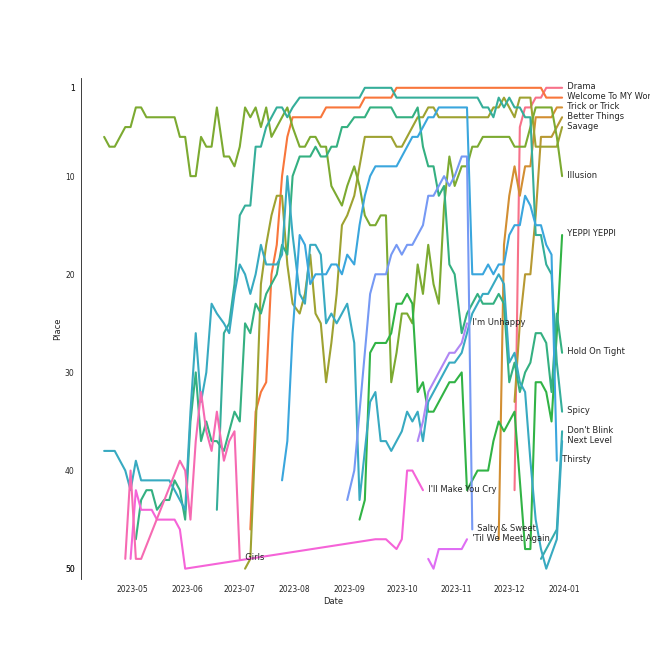 1
10
20
30
40
50
Place
Drama
Welcome To MY Wor
Trick or Trick
Better Things
Savage
Illusion
YEPPI YEPPI
I'm Unhappy
Hold On Tight
Spicy
Don't Blink
Next Level
Thirsty
I'll Make You Cry
Salty & Sweet
'Til We Meet Again
Girls
2023-05
2023-06
2023-07
2023-08
2023-09
2023-10
2023-11
2023-12
2024-01
Date